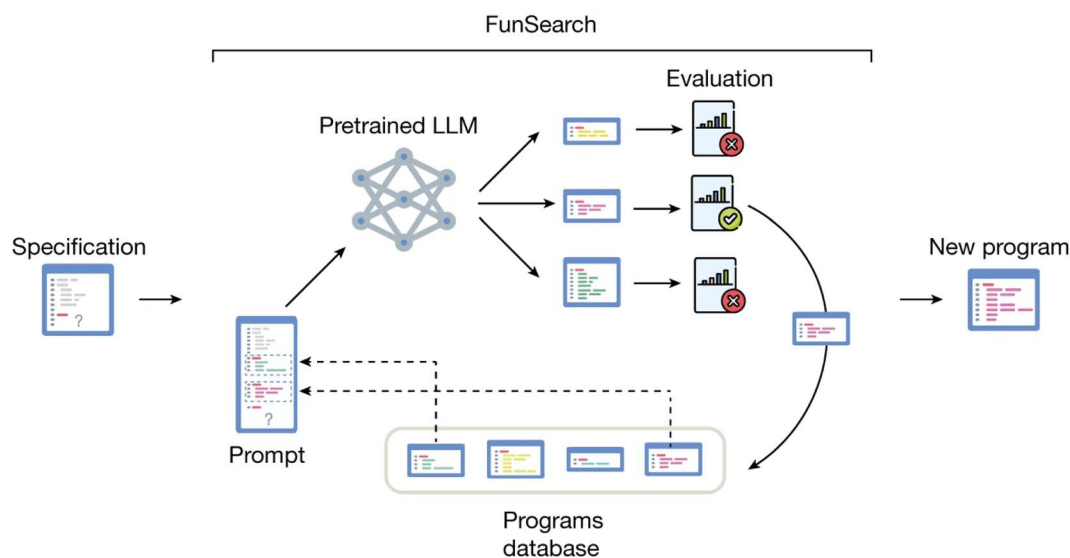 FunSearch
Evaluation
Pretrained LLM
Specification
?
New program
?
Prompt
Programs
database